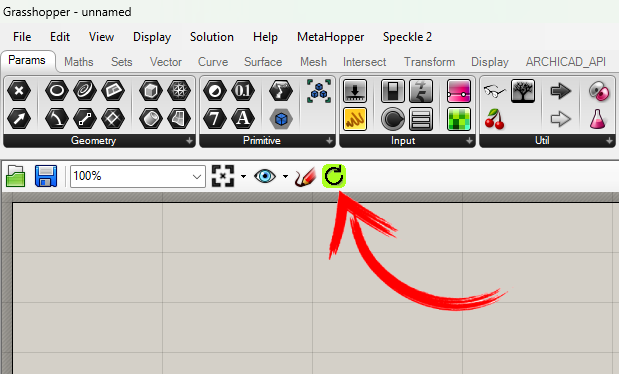 Grasshopper - unnamed
File Edit View Display Solution Help MetaHopper Speckle 2
Params Maths Sets Vector Curve Surface Mesh Intersect Transform Display ARCHICAD_API
0.1
7 A
Geometry Primitive Input Util
100%